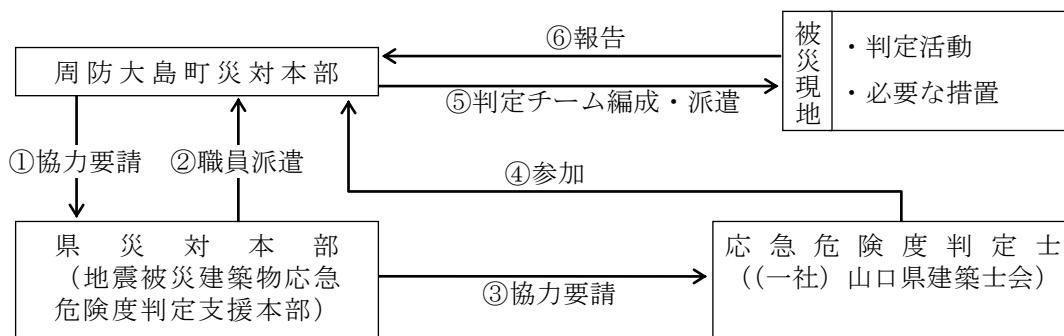 ⑥報告
被災現地
・判定活動
・必要な措置
周防大島町災対本部
⑤判定チーム編成・派遣
①協力要請
②職員派遣
④参加
県災対本部
（地震被災建築物応急
危険度判定支援本部）
③協力要請
応急危険度判定士
（(一社）山口県建築士会）